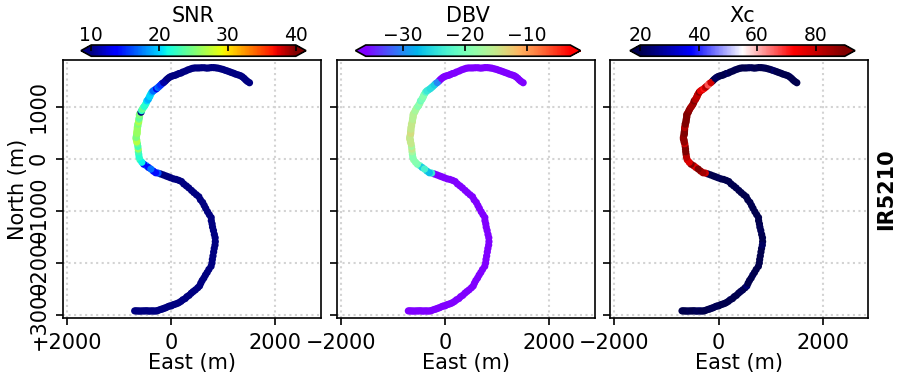 SNR DBV Xc
10 20 30 40 −30 −20 −10 20 40 60 80
North (m)
1000
0
−1000
−2000
−3000
IR5210
−2000 0 2000 −2000 0 2000 −2000 0 2000
East (m) East (m) East (m)